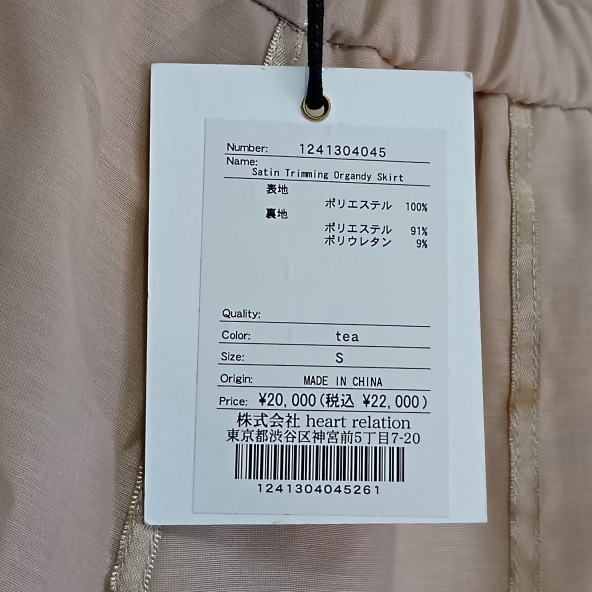 Number: 1241304045
Name:
Satin Trimming Organdy Skirt
表地
ポリエステル 100%
裏地
ポリエステル 91%
ポリウレタン 9%
Quality:
Color: tea
Size: S
Origin: MADE IN CHINA
Price: ¥20,000(税込 ¥22,000)
株式会社 heart relation
東京都渋谷区神宮前5丁目7-20
1241304045261